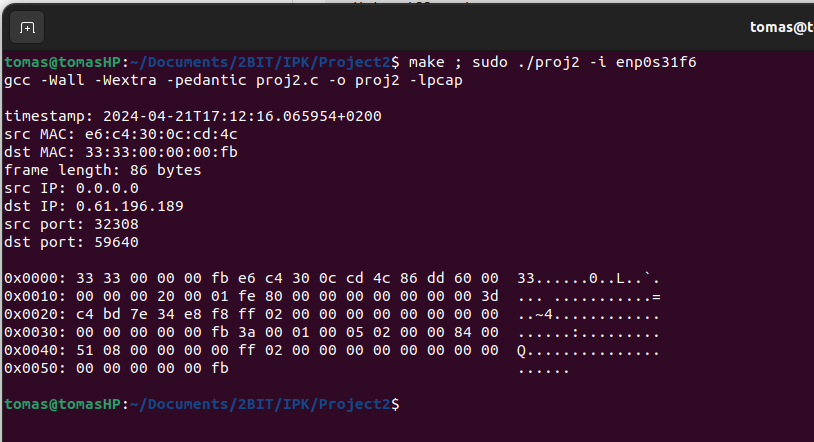 tomas@t
tomas@tomasHP:~/Documents/2BIT/IPK/Project2$ make ; sudo ./proj2 -i enp0s31f6
gcc -Wall -Wextra -pedantic proj2.c -o proj2 -lpcap
timestamp: 2024-04-21T17:12:16.065954+0200
src MAC: e6:c4:30:0c:cd:4c
dst MAC: 33:33:00:00:00:fb
frame length: 86 bytes
src IP: 0.0.0.0
dst IP: 0.61.196.189
src port: 32308
dst port: 59640
0x0000: 33 33 00 00 00 fb e6 c4 30 0c cd 4c 86 dd 60 00  33......0..L..`.
0x0010: 00 00 00 20 00 01 fe 80 00 00 00 00 00 00 00 3d  ... ...........=
0x0020: c4 bd 7e 34 e8 f8 ff 02 00 00 00 00 00 00 00 00  ..~4............
0x0030: 00 00 00 00 00 fb 3a 00 01 00 05 02 00 00 84 00  ......:.........
0x0040: 51 08 00 00 00 00 ff 02 00 00 00 00 00 00 00 00  Q...............
0x0050: 00 00 00 00 00 fb  ......
tomas@tomasHP:~/Documents/2BIT/IPK/Project2$